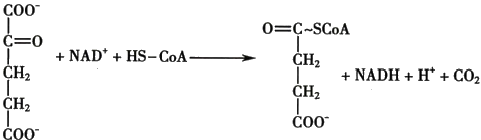 COO⁻
C=O
CH₂
CH₂
COO⁻
+ NAD⁺ + HS-CoA
O=C~SCoA
CH₂
CH₂
COO⁻
+ NADH + H⁺ + CO₂